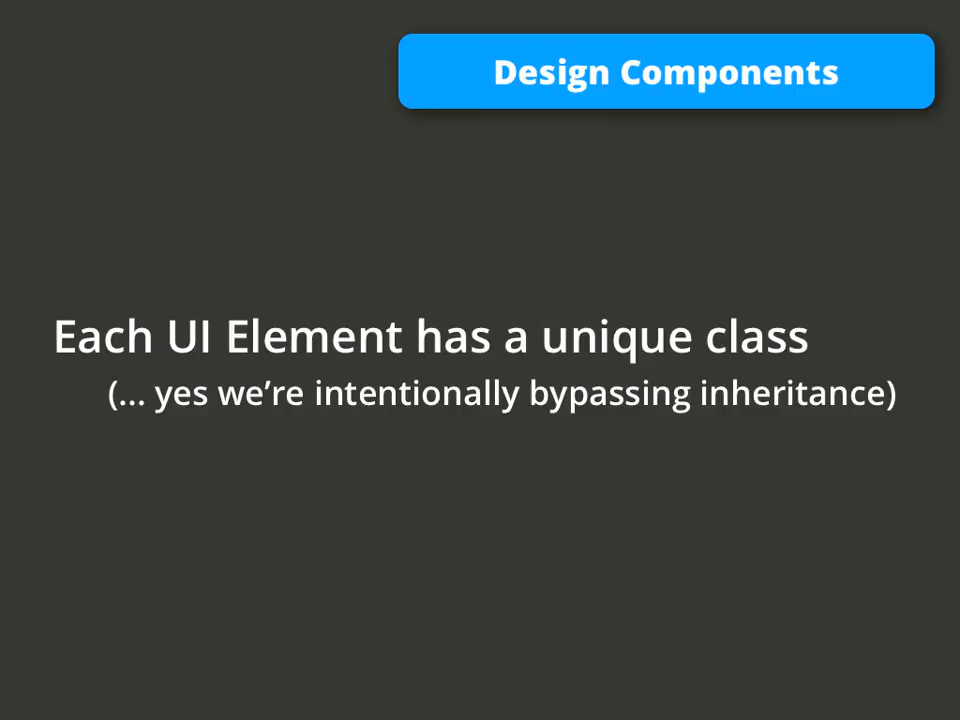 Design Components
Each UI Element has a unique class
(... yes we’re intentionally bypassing inheritance)